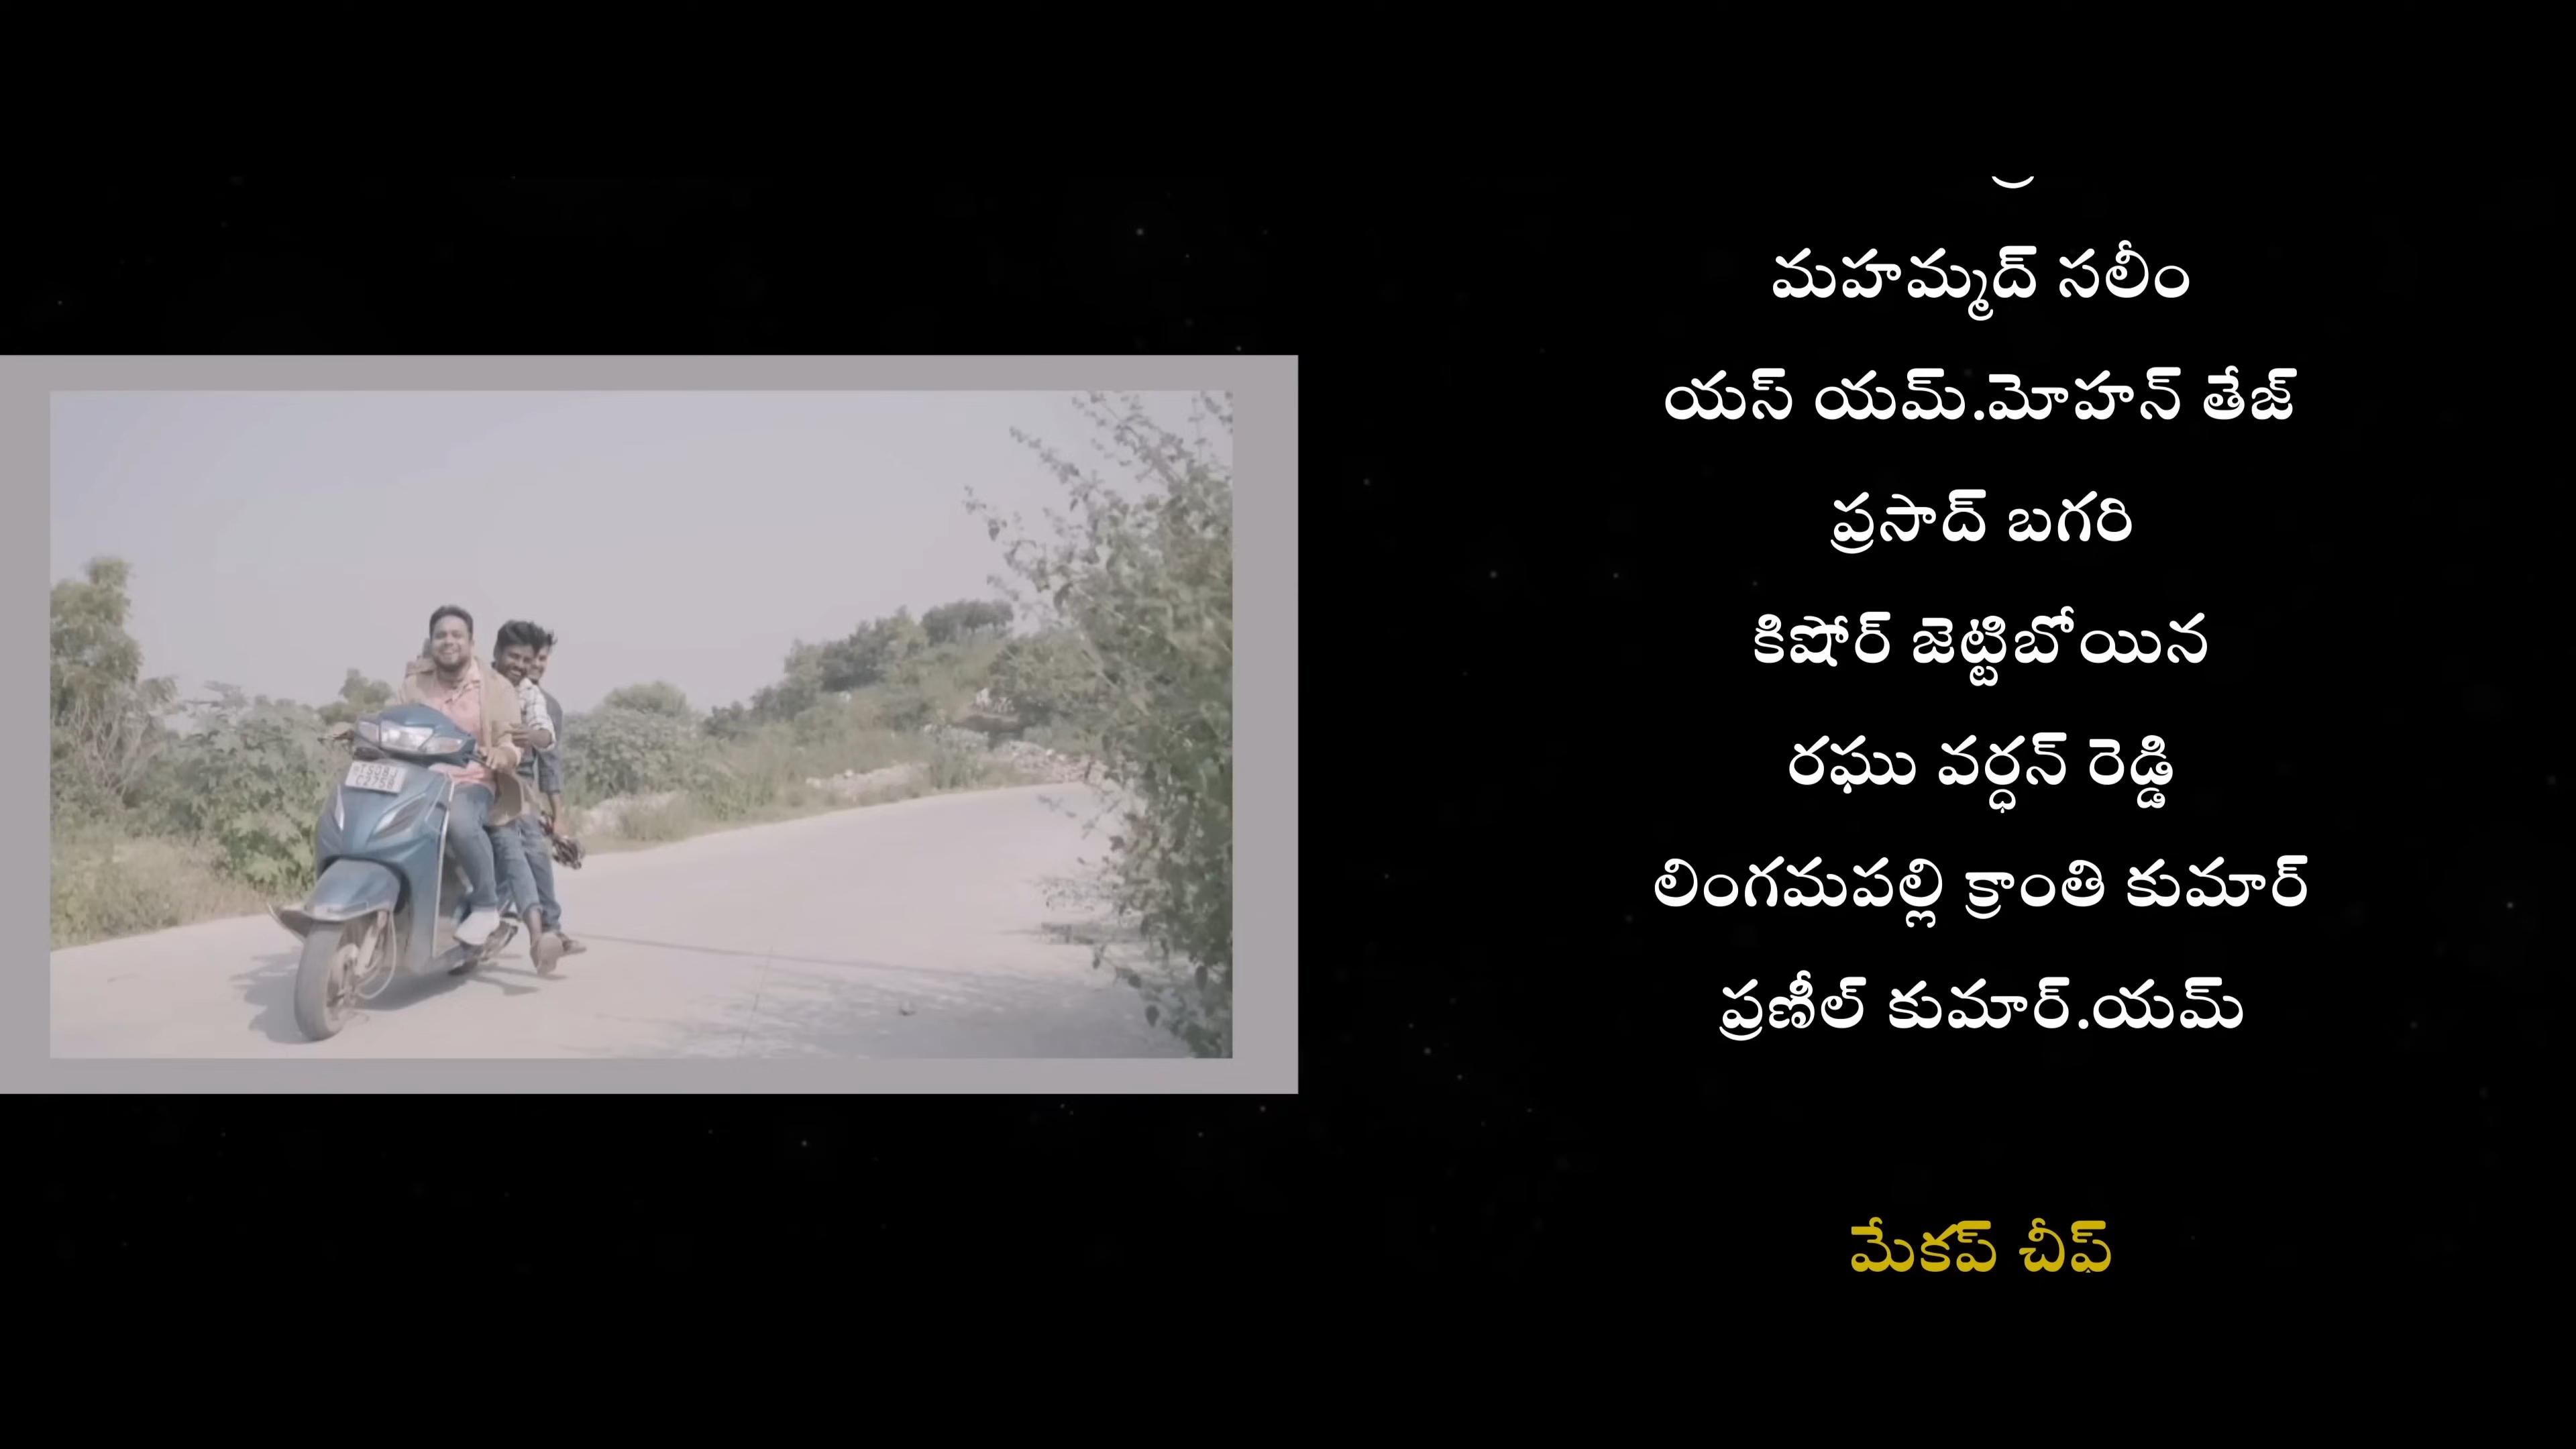 మహమ్మద్ సలీం
యస్ యమ్.మోహన్ తేజ్
ప్రసాద్ బగరి
కిషోర్ జెట్టిబోయిన
రఘు వర్ధన్ రెడ్డి
లింగమపల్లి క్రాంతి కుమార్
ప్రణీల్ కుమార్.యమ్
మేకప్ చీఫ్